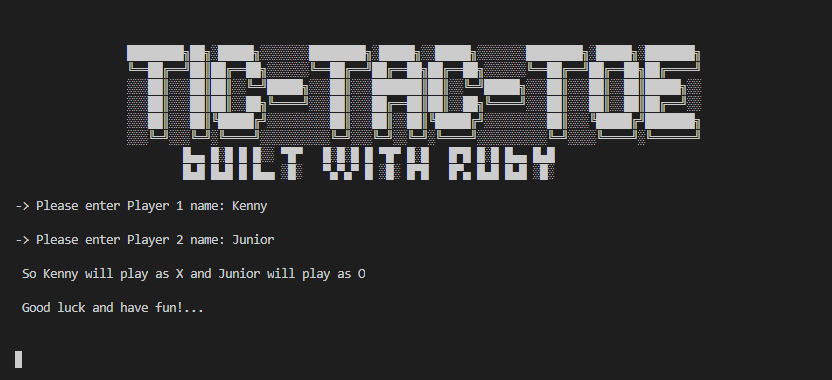 TIC-TAC-TOE
BUILT WITH RUBY
-> Please enter Player 1 name: Kenny
-> Please enter Player 2 name: Junior
So Kenny will play as X and Junior will play as O
Good luck and have fun!...